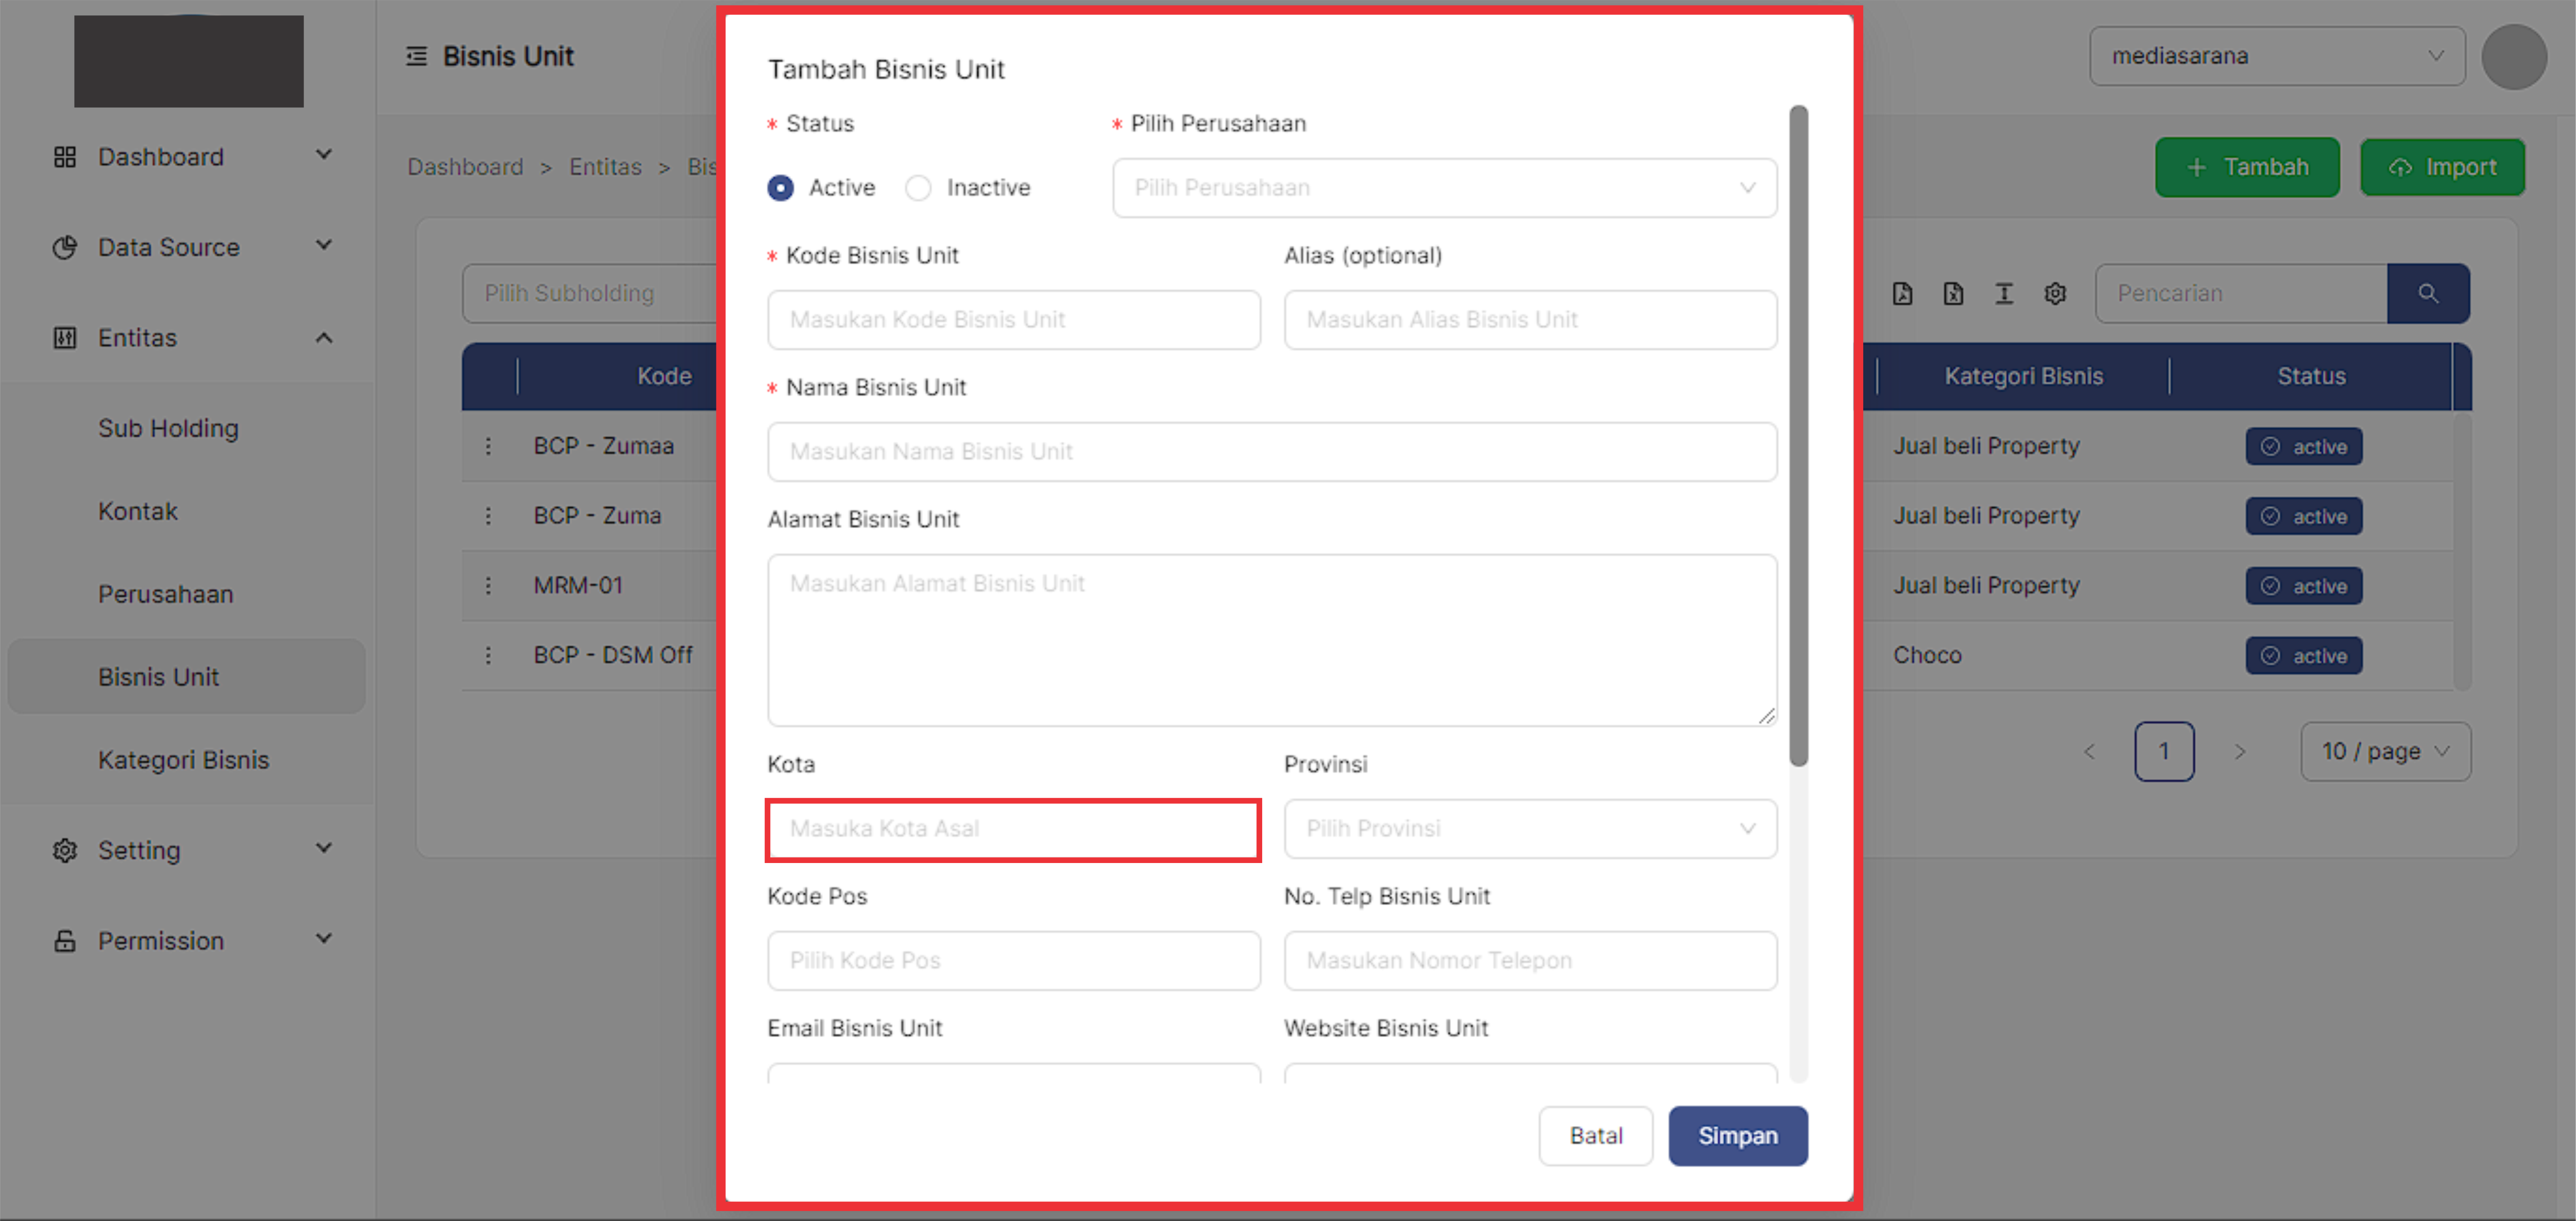 Bisnis Unit
mediasarana
Dashboard
Data Source
Entitas
Sub Holding
Kontak
Perusahaan
Bisnis Unit
Kategori Bisnis
Setting
Permission
Dashboard > Entitas > Bis
+ Tambah
Import
Pilih Subholding
Pencarian
Kode
Kategori Bisnis
Status
BCP - Zumaa
Jual beli Property
active
BCP - Zuma
Jual beli Property
active
MRM-01
Jual beli Property
active
BCP - DSM Off
Choco
active
< 1 >
10 / page
Tambah Bisnis Unit
* Status
* Pilih Perusahaan
Active
Inactive
Pilih Perusahaan
* Kode Bisnis Unit
Alias (optional)
Masukan Kode Bisnis Unit
Masukan Alias Bisnis Unit
* Nama Bisnis Unit
Masukan Nama Bisnis Unit
Alamat Bisnis Unit
Masukan Alamat Bisnis Unit
Kota
Provinsi
Masuka Kota Asal
Pilih Provinsi
Kode Pos
No. Telp Bisnis Unit
Pilih Kode Pos
Masukan Nomor Telepon
Email Bisnis Unit
Website Bisnis Unit
Batal
Simpan